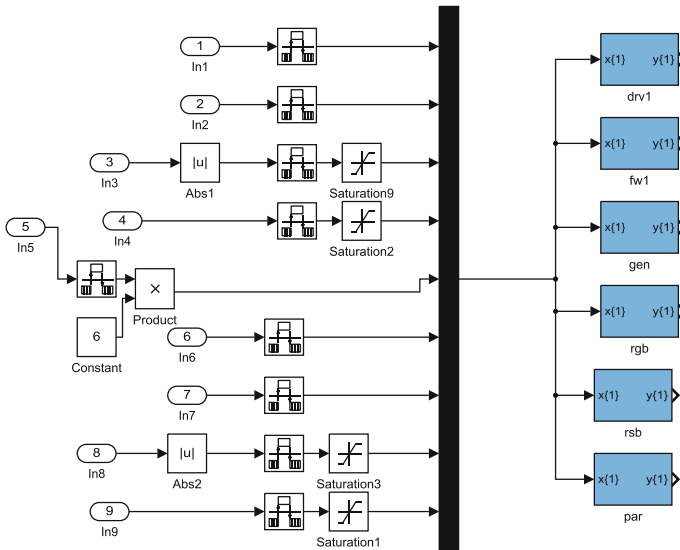 1
In1
2
In2
3
In3
|u|
Abs1
Saturation9
4
In4
Saturation2
5
In5
×
Product
6
Constant
6
In6
7
In7
8
In8
|u|
Abs2
Saturation3
9
In9
Saturation1
x{1} y{1}
drv1
x{1} y{1}
fw1
x{1} y{1}
gen
x{1} y{1}
rgb
x{1} y{1}
rsb
x{1} y{1}
par